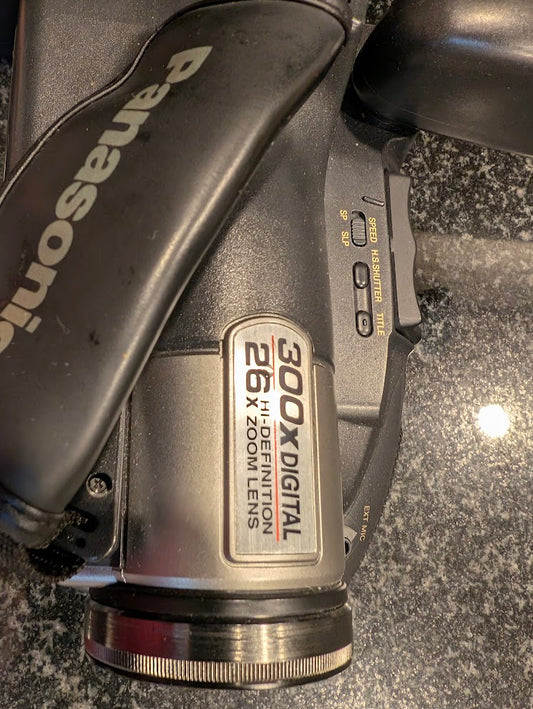 Panasonic
SPEED
SP SLP
H.S.SHUTTER
TITLE
300x DIGITAL
26x HI-DEFINITION
ZOOM LENS
EXT MIC